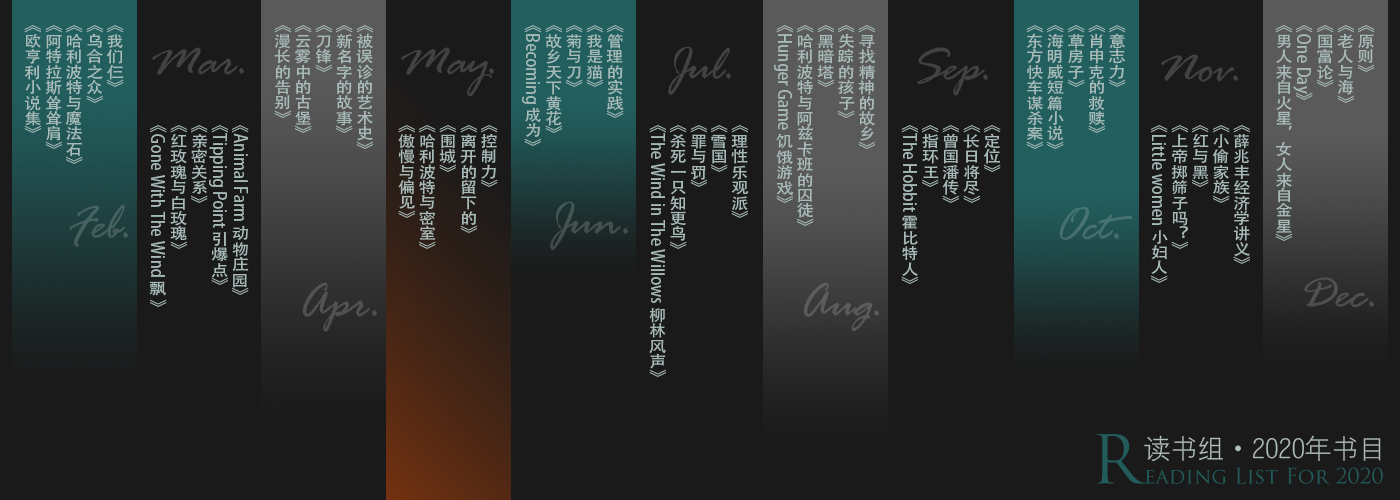 《我们仨》
《乌合之众》
《哈利波特与魔法石》
《阿特拉斯耸耸肩》
《欧亨利小说集》
Feb.
Mar.
《Animal Farm 动物庄园》
《Tipping Point 引爆点》
《亲密关系》
《红玫瑰与白玫瑰》
《Gone With The Wind 飘》
《被误诊的艺术史》
《新名字的故事》
《刀锋》
《云雾中的古堡》
《漫长的告别》
Apr.
May.
《控制力》
《离开的留下的》
《围城》
《哈利波特与密室》
《傲慢与偏见》
《管理的实践》
《我是猫》
《菊与刀》
《故乡天下黄花》
《Becoming 成为》
Jun.
Jul.
《理性乐观派》
《雪国》
《罪与罚》
《杀死一只知更鸟》
《The Wind in The Willows 柳林风声》
《寻找精神的故乡》
《失踪的孩子》
《黑暗塔》
《哈利波特与阿兹卡班的囚徒》
《Hunger Game 饥饿游戏》
Aug.
Sep.
《定位》
《长日将尽》
《曾国潘传》
《指环王》
《The Hobbit 霍比特人》
《意志力》
《肖申克的救赎》
《草房子》
《海明威短篇小说》
《东方快车谋杀案》
Oct.
Nov.
《薛兆丰经济学讲义》
《小偷家族》
《红与黑》
《上帝掷筛子吗?》
《Little women 小妇人》
《原则》
《老人与海》
《国富论》
《One Day》
《男人来自火星，女人来自金星》
Dec.
读书组·2020年书目
READING LIST FOR 2020